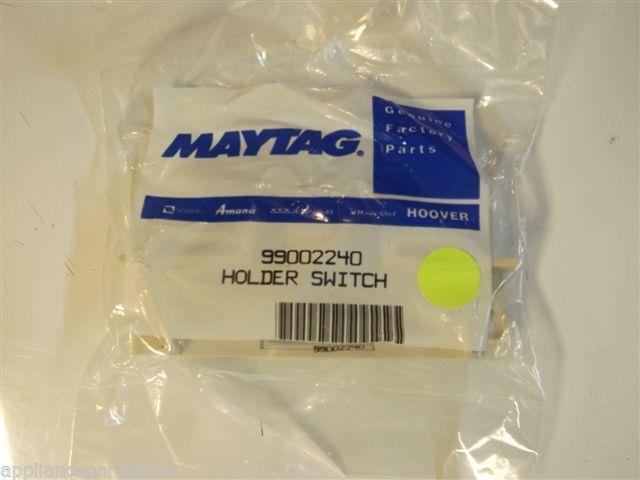 MAYTAG®
Genuine
Factory
Parts
Amana
HOOVER
99002240
HOLDER SWITCH
99002240